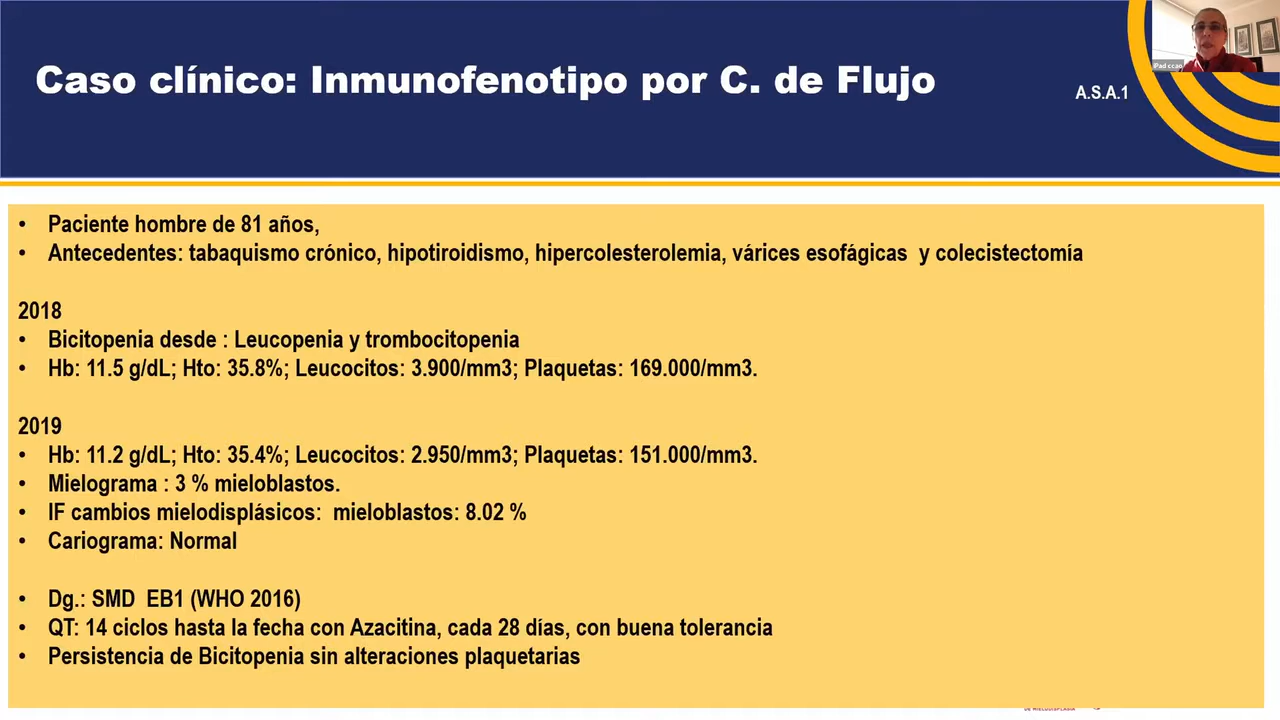 Caso clínico: Inmunofenotipo por C. de Flujo
A.S.A.1
iPad ccao
• Paciente hombre de 81 años,
• Antecedentes: tabaquismo crónico, hipotiroidismo, hipercolesterolemia, várices esofágicas y colecistectomía
2018
• Bicitopenia desde : Leucopenia y trombocitopenia
• Hb: 11.5 g/dL; Hto: 35.8%; Leucocitos: 3.900/mm3; Plaquetas: 169.000/mm3.
2019
• Hb: 11.2 g/dL; Hto: 35.4%; Leucocitos: 2.950/mm3; Plaquetas: 151.000/mm3.
• Mielograma : 3 % mieloblastos.
• IF cambios mielodisplásicos: mieloblastos: 8.02 %
• Cariograma: Normal
• Dg.: SMD EB1 (WHO 2016)
• QT: 14 ciclos hasta la fecha con Azacitina, cada 28 días, con buena tolerancia
• Persistencia de Bicitopenia sin alteraciones plaquetarias
DE MIELODISPLASIA